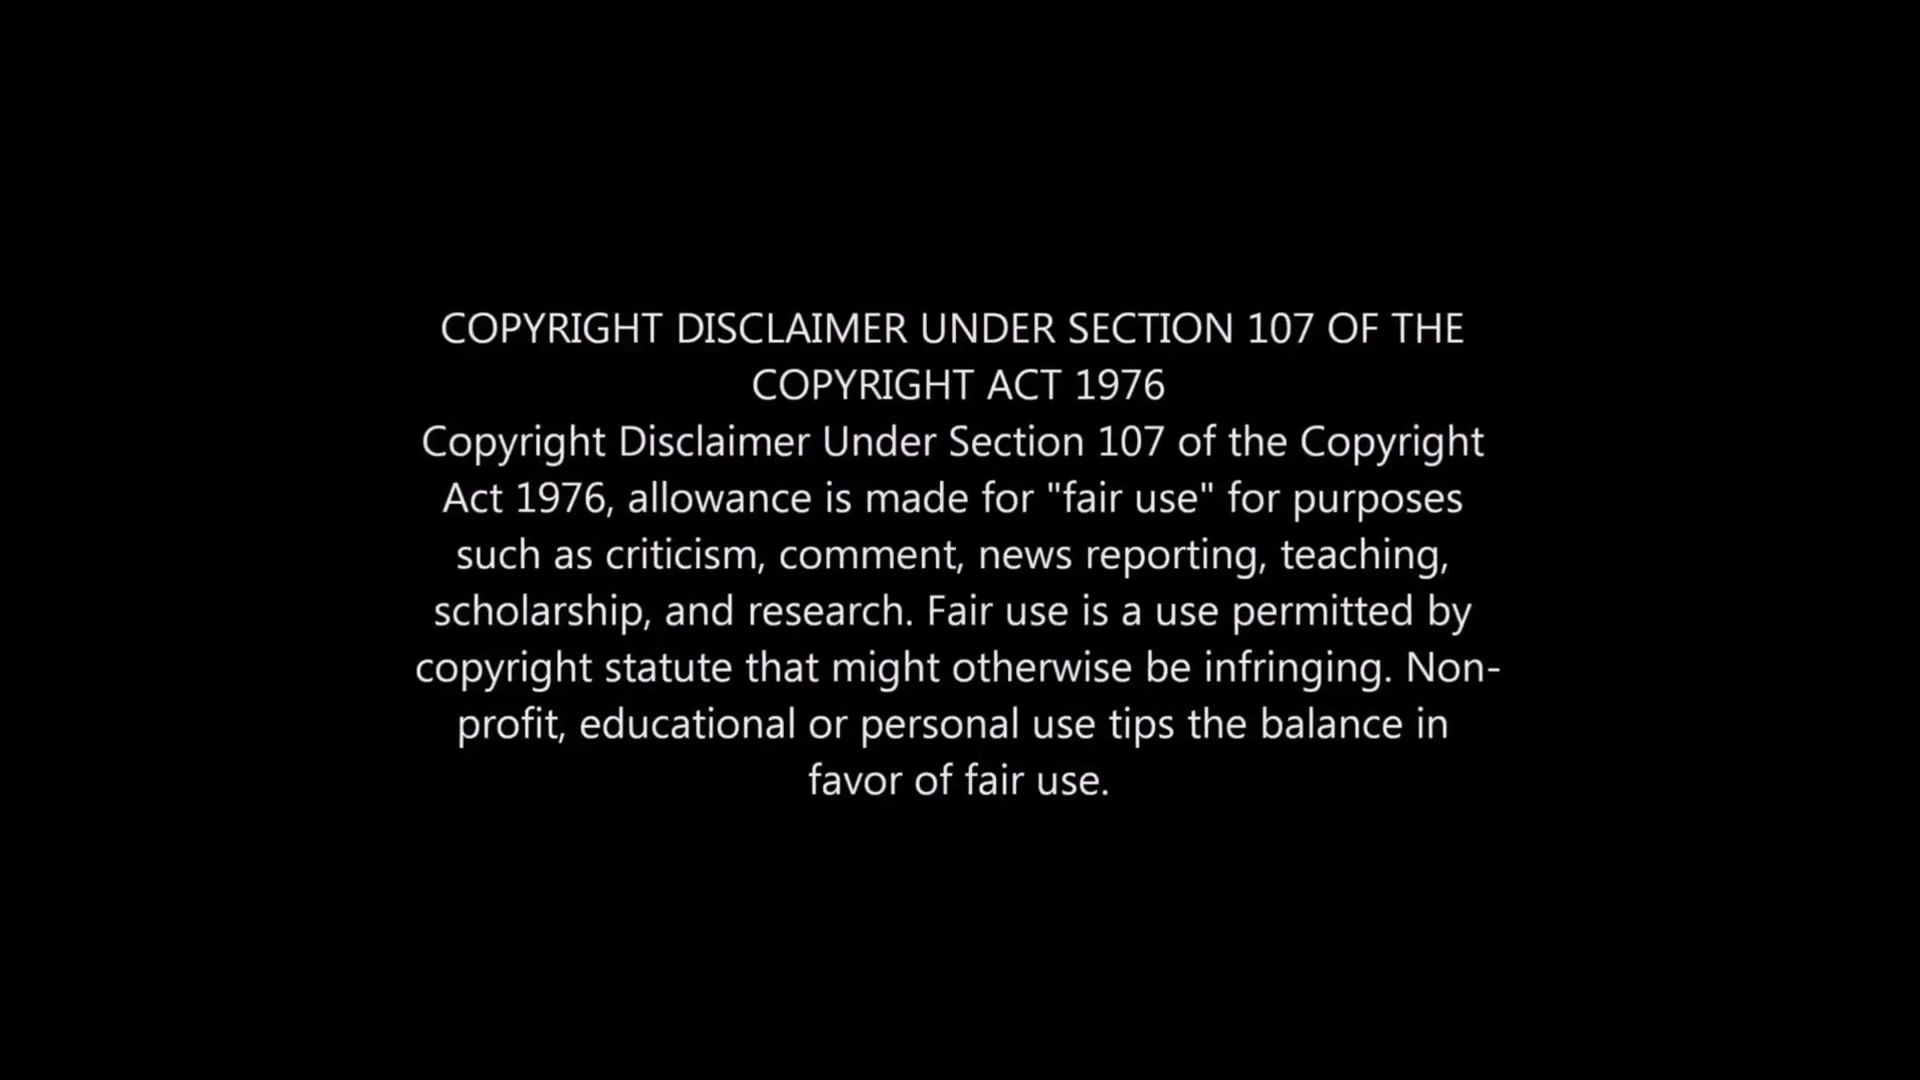 COPYRIGHT DISCLAIMER UNDER SECTION 107 OF THE
COPYRIGHT ACT 1976
Copyright Disclaimer Under Section 107 of the Copyright
Act 1976, allowance is made for "fair use" for purposes
such as criticism, comment, news reporting, teaching,
scholarship, and research. Fair use is a use permitted by
copyright statute that might otherwise be infringing. Non-
profit, educational or personal use tips the balance in
favor of fair use.